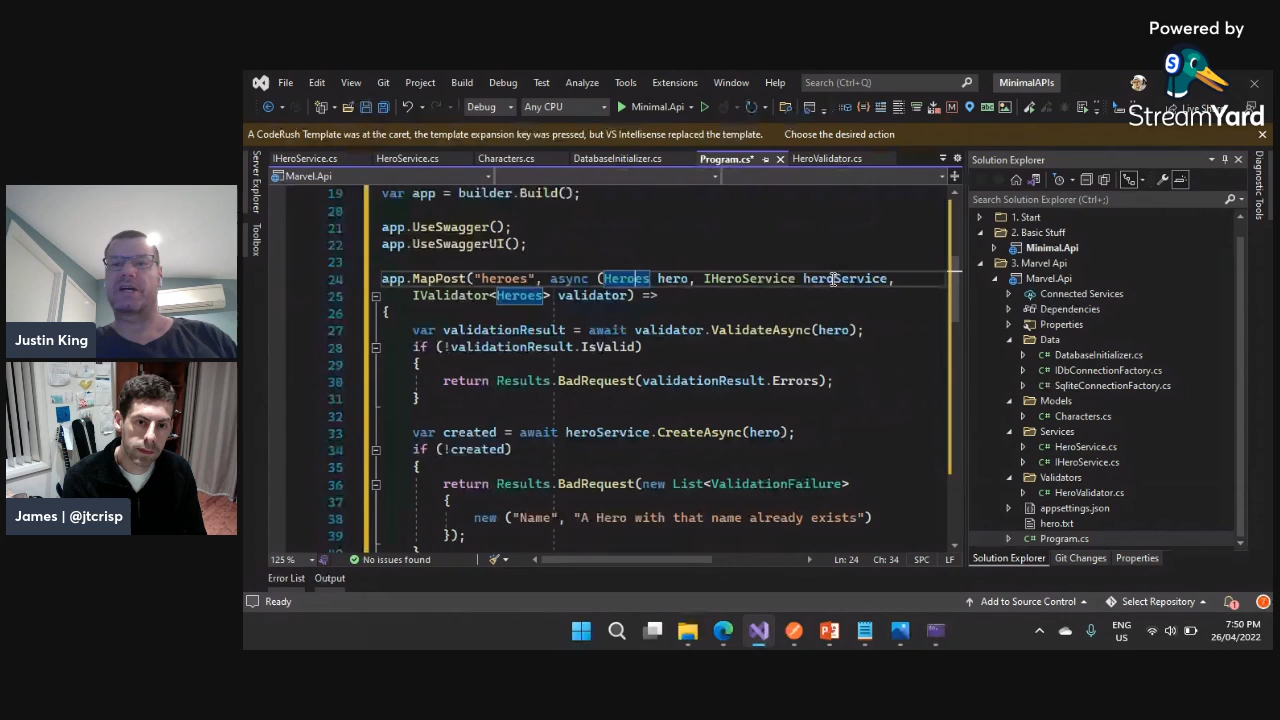 Powered by
S
StreamYard
File Edit View Git Project Build Debug Test Analyze Tools Extensions Window Help Search (Ctrl+Q) MinimalAPIs
Debug Any CPU Minimal.Api Live Share
A CodeRush Template was at the caret, the template expansion key was pressed, but VS Intellisense replaced the template. Choose the desired action
IHeroService.cs HeroService.cs Characters.cs DatabaseInitializer.cs Program.cs* HeroValidator.cs
Marvel.Api
Server Explorer
Toolbox
19 var app = builder.Build();
20
21 app.UseSwagger();
22 app.UseSwaggerUI();
23
24 app.MapPost("heroes", async (Heroes hero, IHeroService heroService,
25 IValidator<Heroes> validator) =>
26 {
27 var validationResult = await validator.ValidateAsync(hero);
28 if (!validationResult.IsValid)
29 {
30 return Results.BadRequest(validationResult.Errors);
31 }
32
33 var created = await heroService.CreateAsync(hero);
34 if (!created)
35 {
36 return Results.BadRequest(new List<ValidationFailure>
37 {
38 new ("Name", "A Hero with that name already exists")
39 });
125 % No issues found Ln: 24 Ch: 34 SPC LF
Error List Output
Ready Add to Source Control Select Repository 1 7
Solution Explorer
Search Solution Explorer (Ctrl+;)
1. Start
2. Basic Stuff
Minimal.Api
3. Marvel Api
Marvel.Api
Connected Services
Dependencies
Properties
Data
C# DatabaseInitializer.cs
C# IDbConnectionFactory.cs
C# SqliteConnectionFactory.cs
Models
C# Characters.cs
Services
C# HeroService.cs
C# IHeroService.cs
Validators
C# HeroValidator.cs
appsettings.json
hero.txt
C# Program.cs
Solution Explorer Git Changes Properties
Diagnostic Tools
Justin King
James | @jtcrisp
ENG
US
7:50 PM
26/04/2022